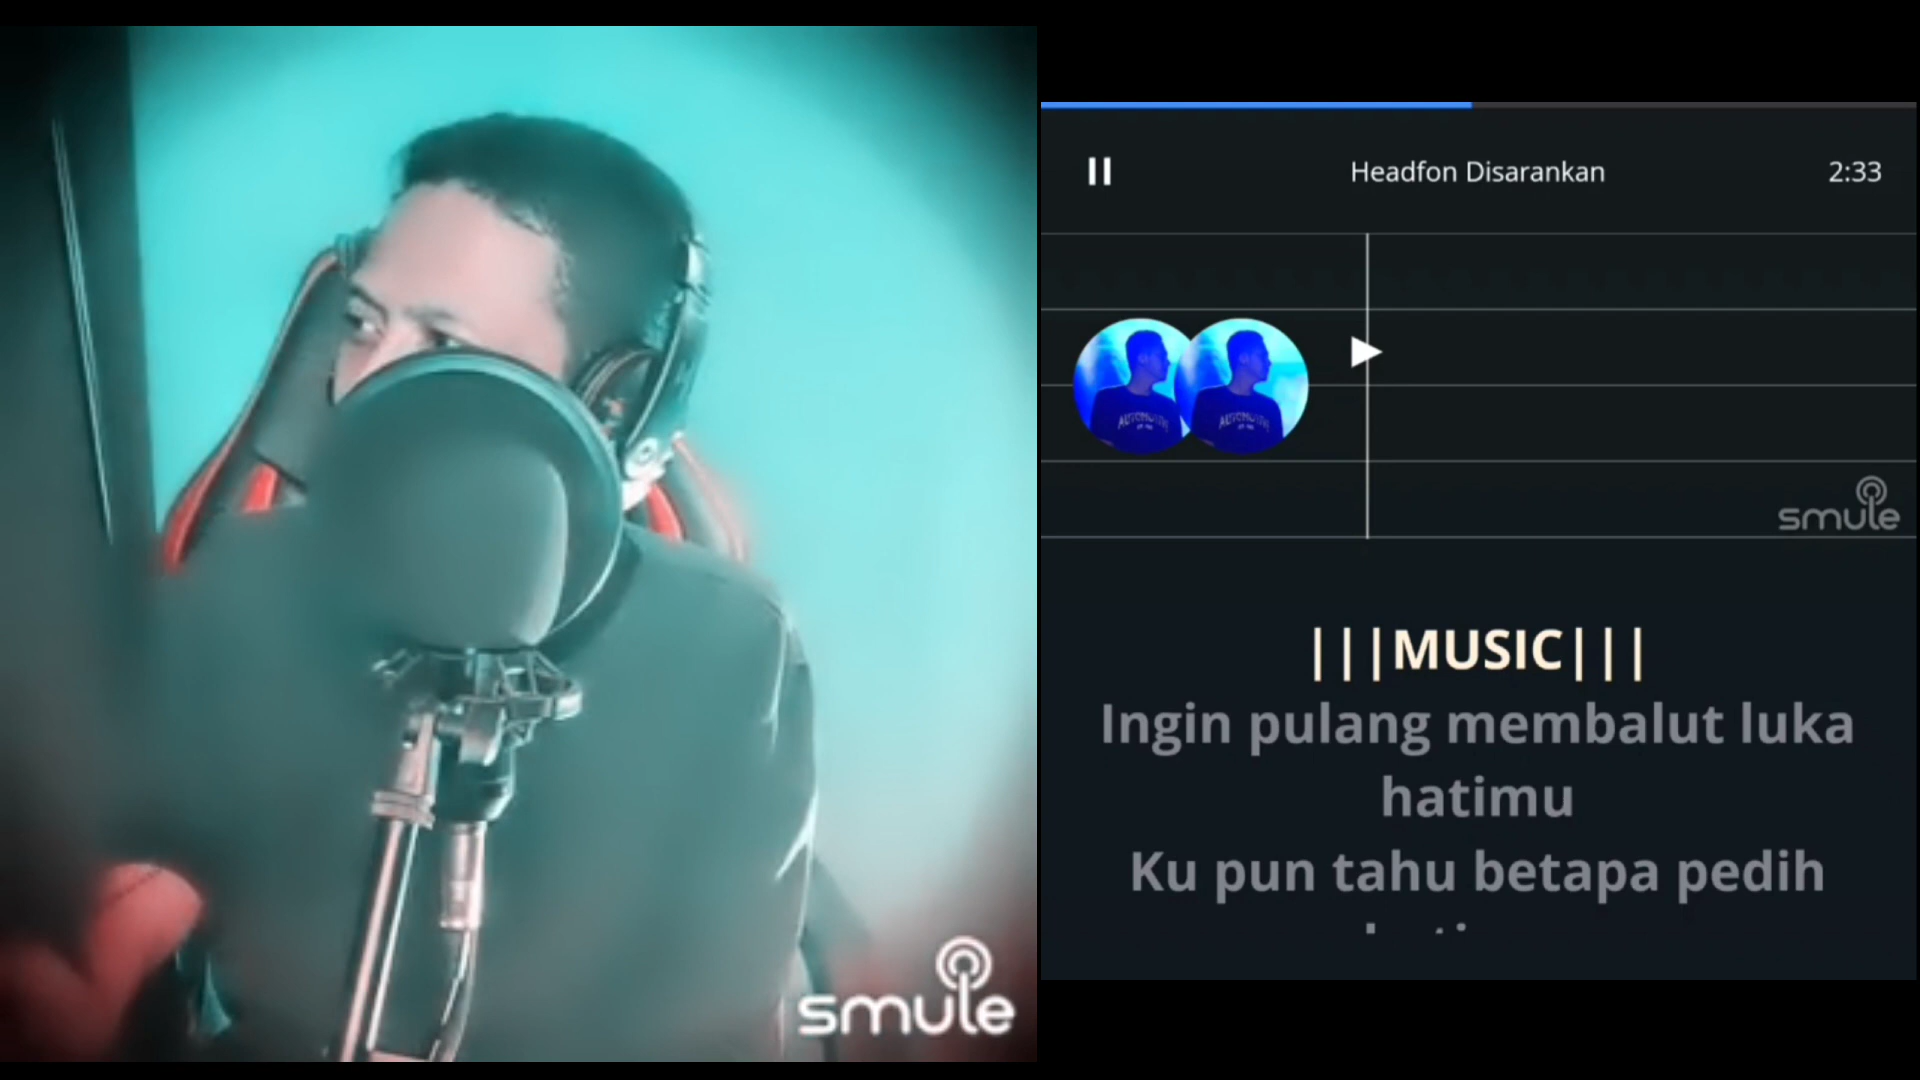 smule
Headfon Disarankan
2:33
smule
|||MUSIC|||
Ingin pulang membalut luka
hatimu
Ku pun tahu betapa pedih